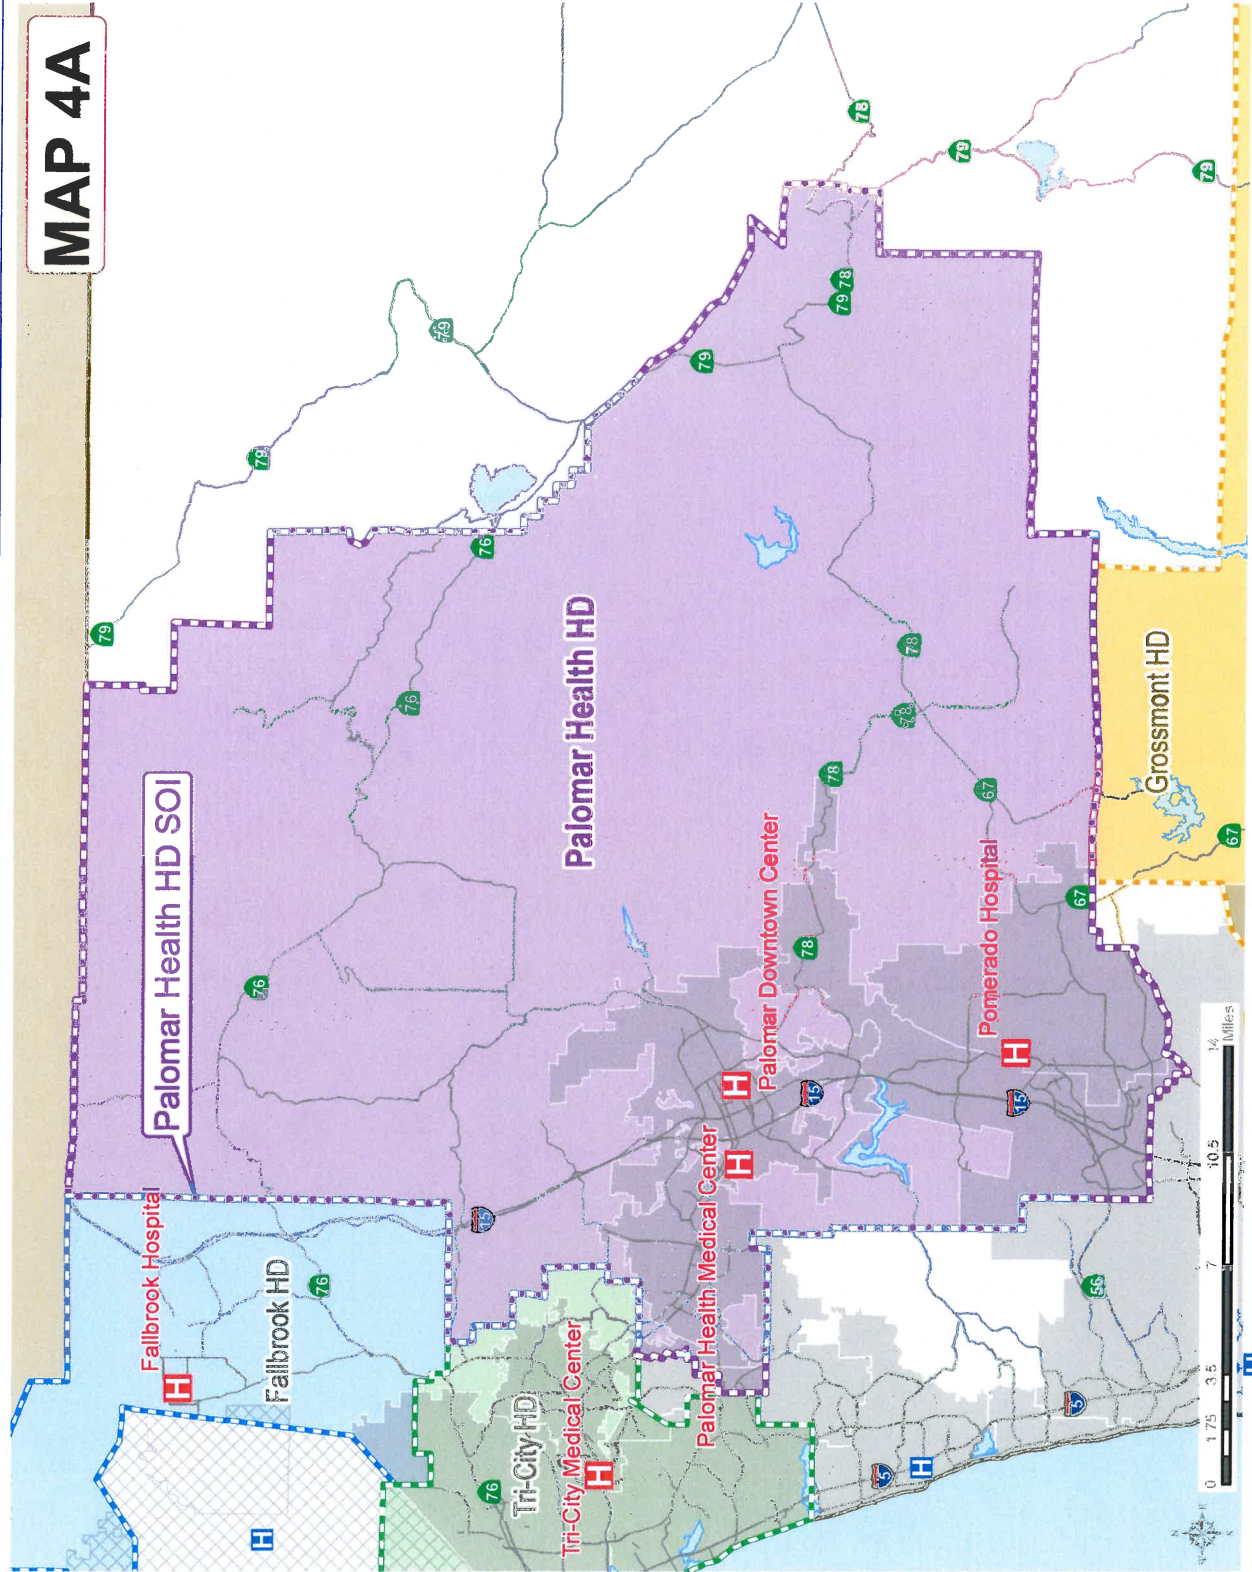 MAP 4A
Palomar Health HD SOI
79
79
79
78
79
79
79
78
79
76
76
76
Palomar Health HD
78
78
78
78
67
67
67
Grossmont HD
Palomar Downtown Center
Pomerado Hospital
H
H
H
15
15
15
Palomar Health Medical Center
Fallbrook Hospital
H
Fallbrook HD
76
Tri-City HD
Tri-City Medical Center
H
76
H
56
5
5
H
N
0 1.75 3.5 7 10.5 14
Miles